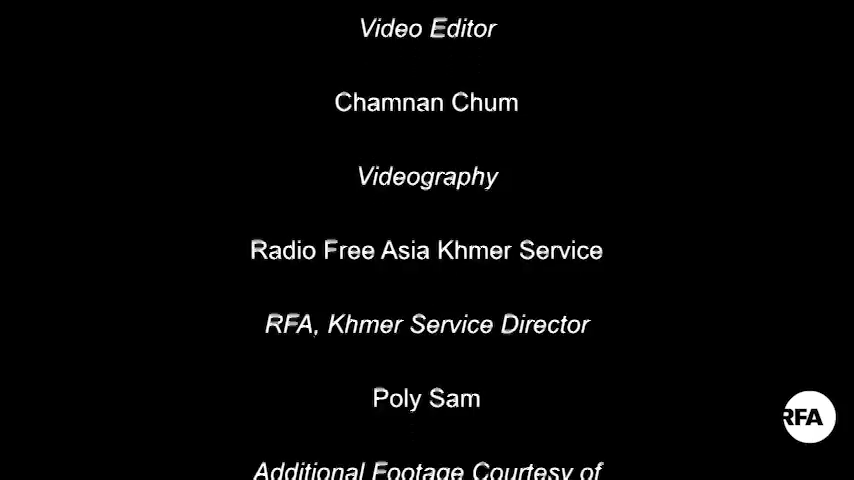 Video Editor
Chamnan Chum
Videography
Radio Free Asia Khmer Service
RFA, Khmer Service Director
Poly Sam
RFA
Additional Footage Courtesy of